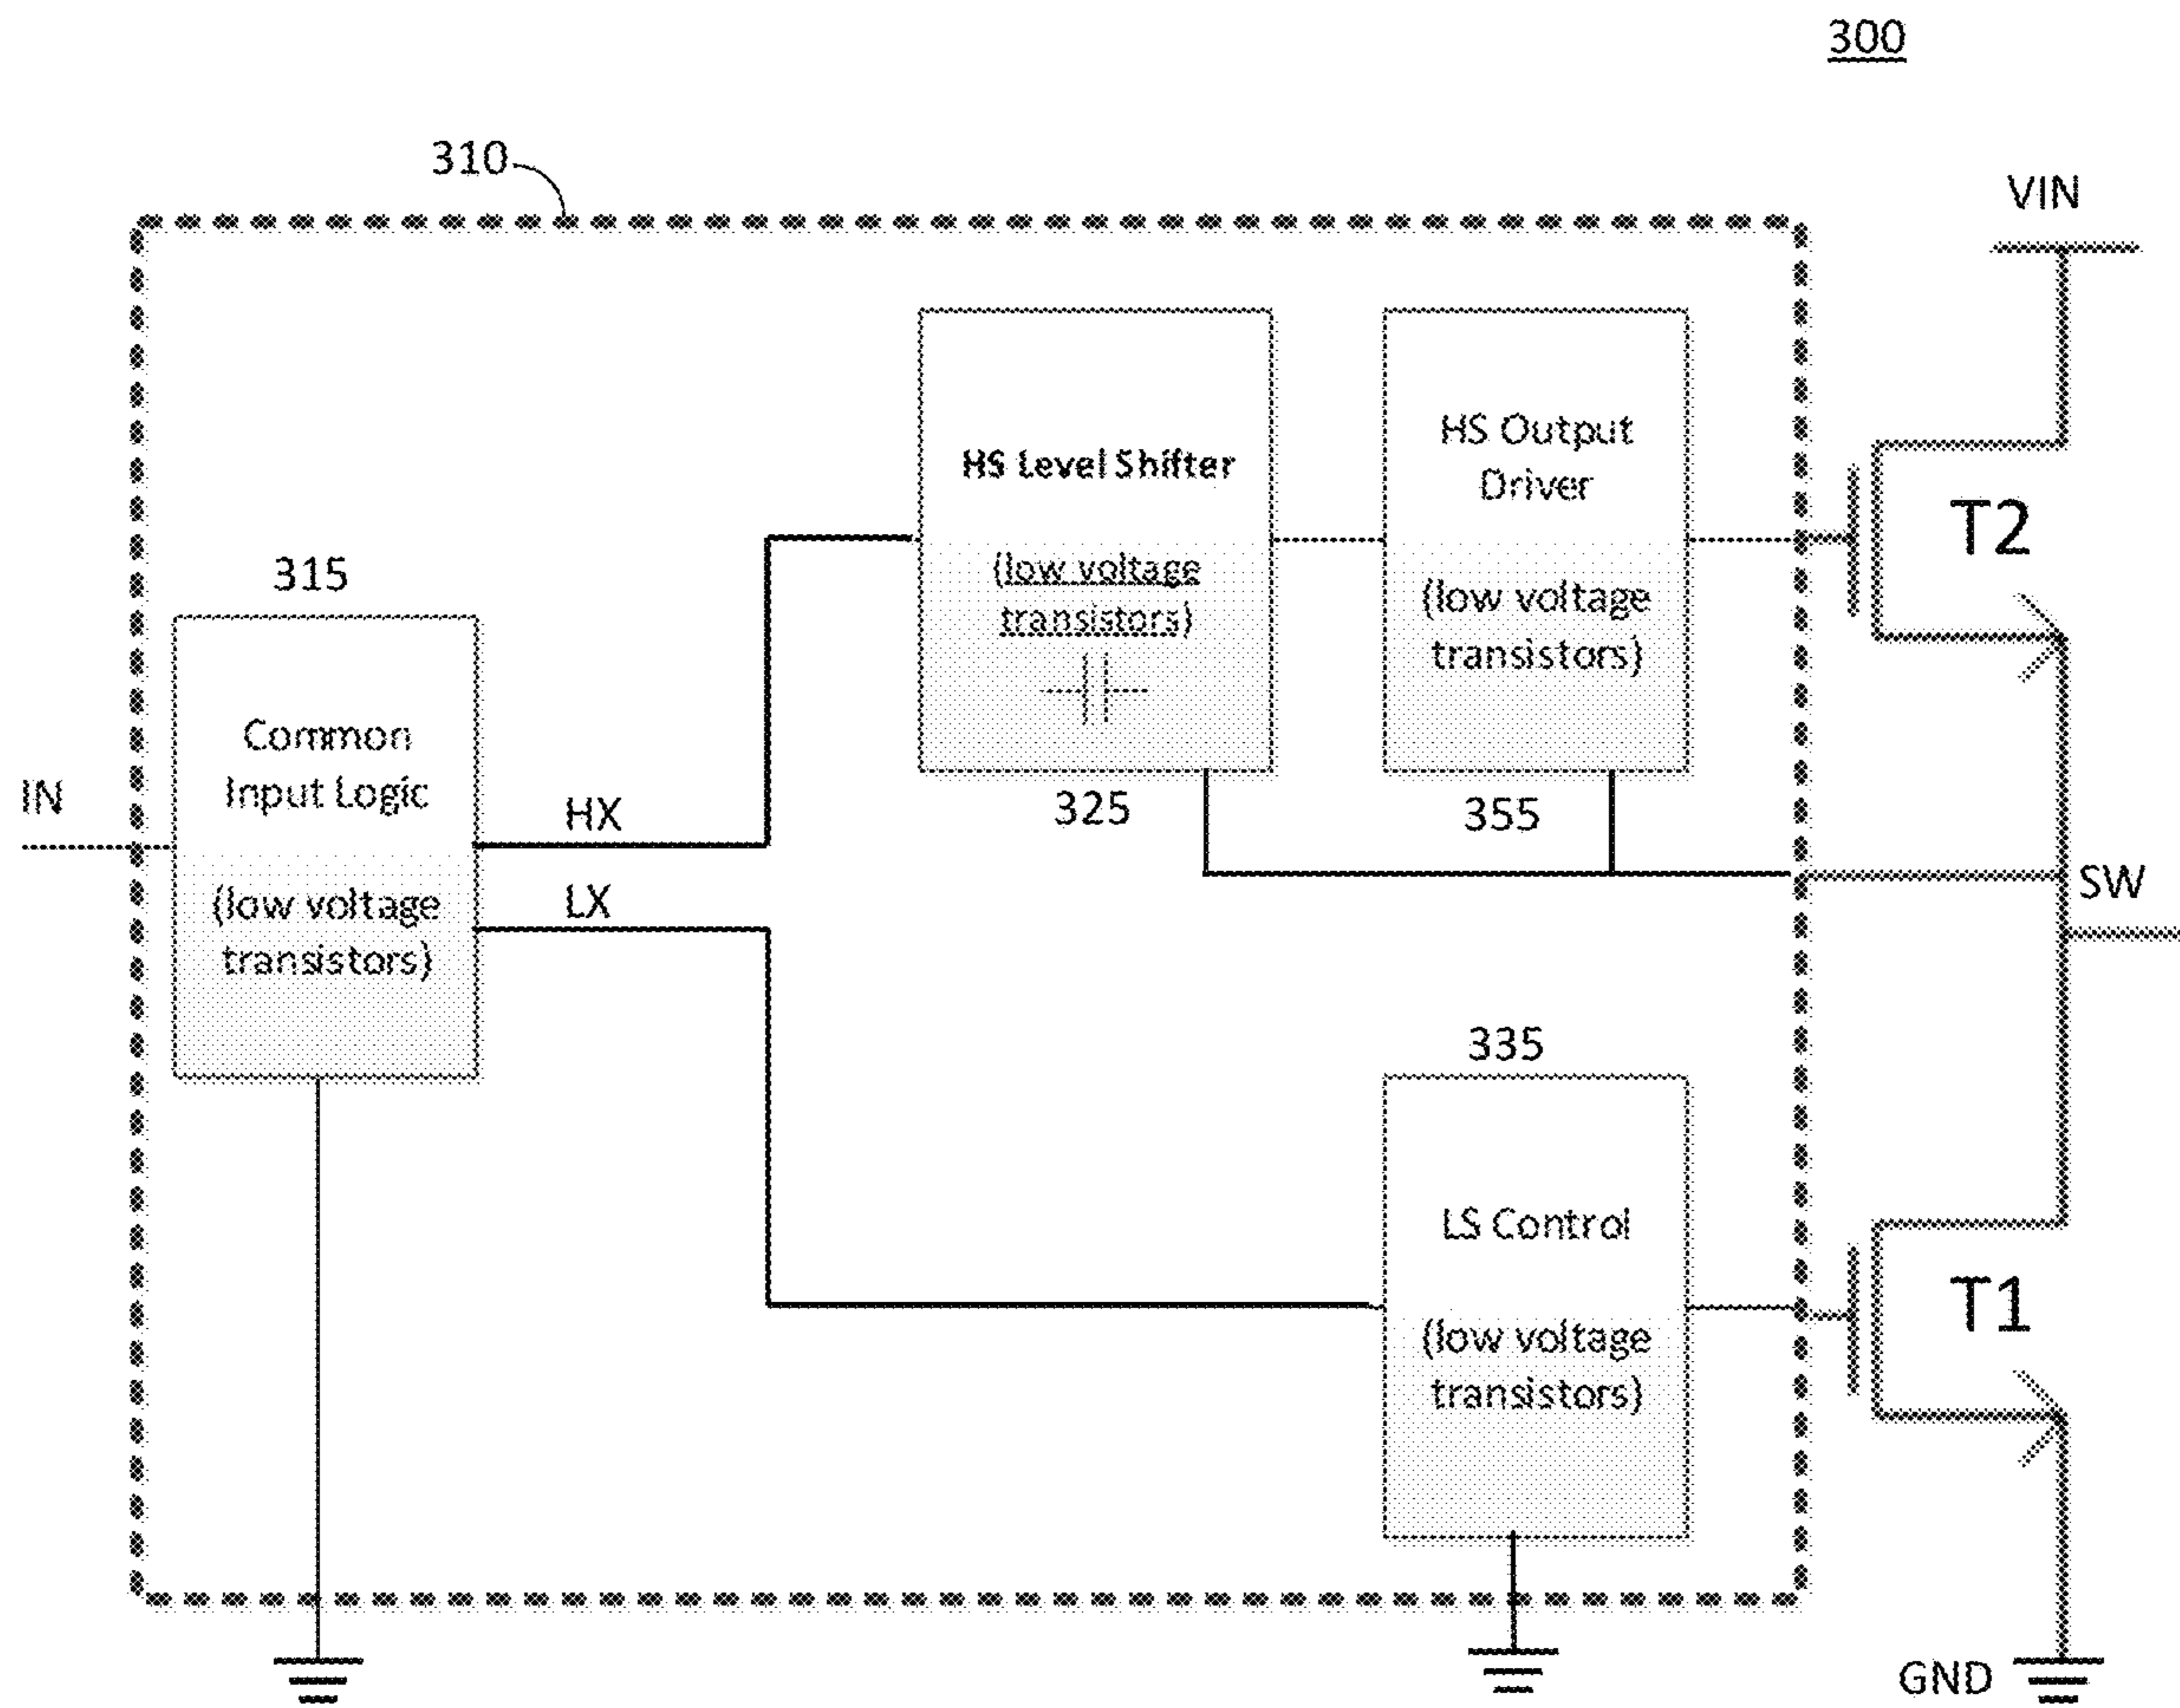 300
310
VIN
HS Level Shifter
(low voltage
transistors)
325
HS Output
Driver
(low voltage
transistors)
355
T2
315
Common
Input Logic
(low voltage
transistors)
IN
HX
LX
SW
335
LS Control
(low voltage
transistors)
T1
GND